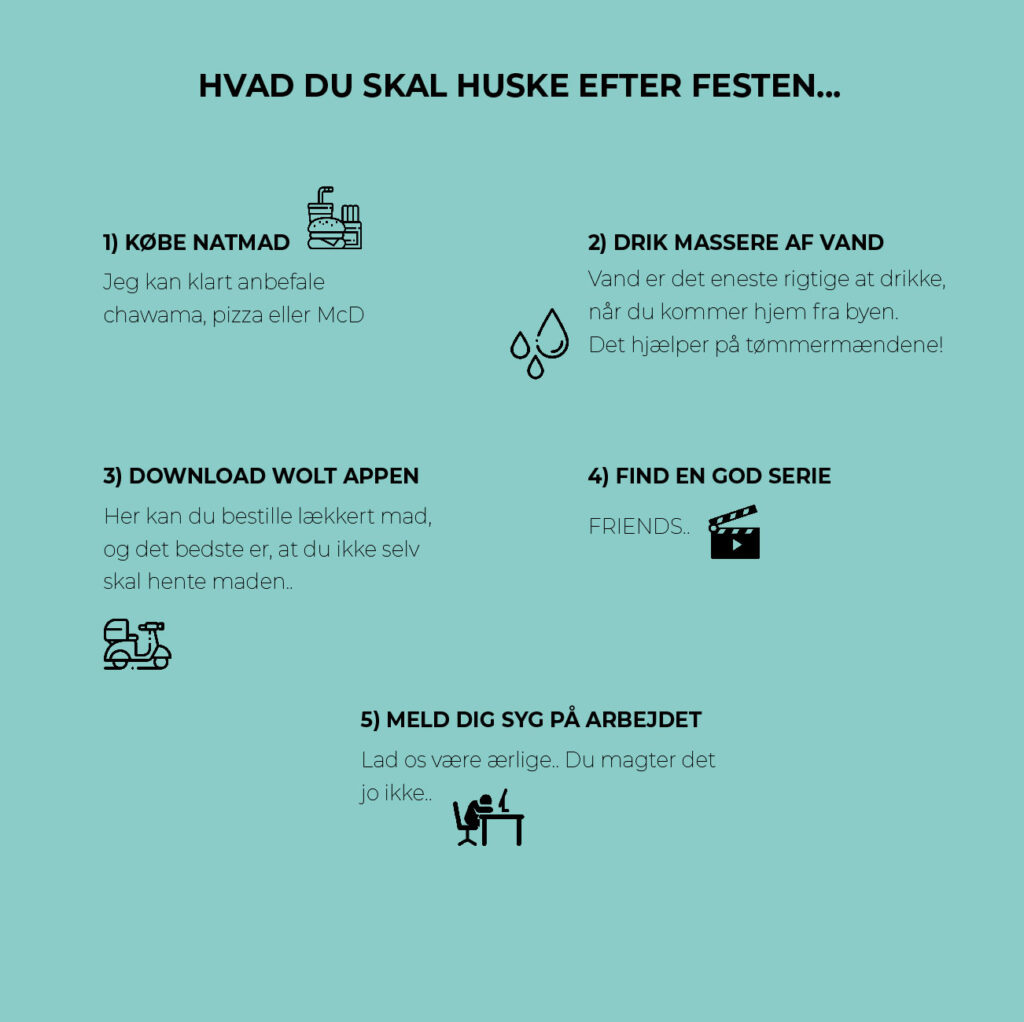 HVAD DU SKAL HUSKE EFTER FESTEN...
1) KØBE NATMAD
Jeg kan klart anbefale
chawama, pizza eller McD
2) DRIK MASSERE AF VAND
Vand er det eneste rigtige at drikke,
når du kommer hjem fra byen.
Det hjælper på tømmermændene!
3) DOWNLOAD WOLT APPEN
Her kan du bestille lækkert mad,
og det bedste er, at du ikke selv
skal hente maden..
4) FIND EN GOD SERIE
FRIENDS..
5) MELD DIG SYG PÅ ARBEJDET
Lad os være ærlige.. Du magter det
jo ikke..